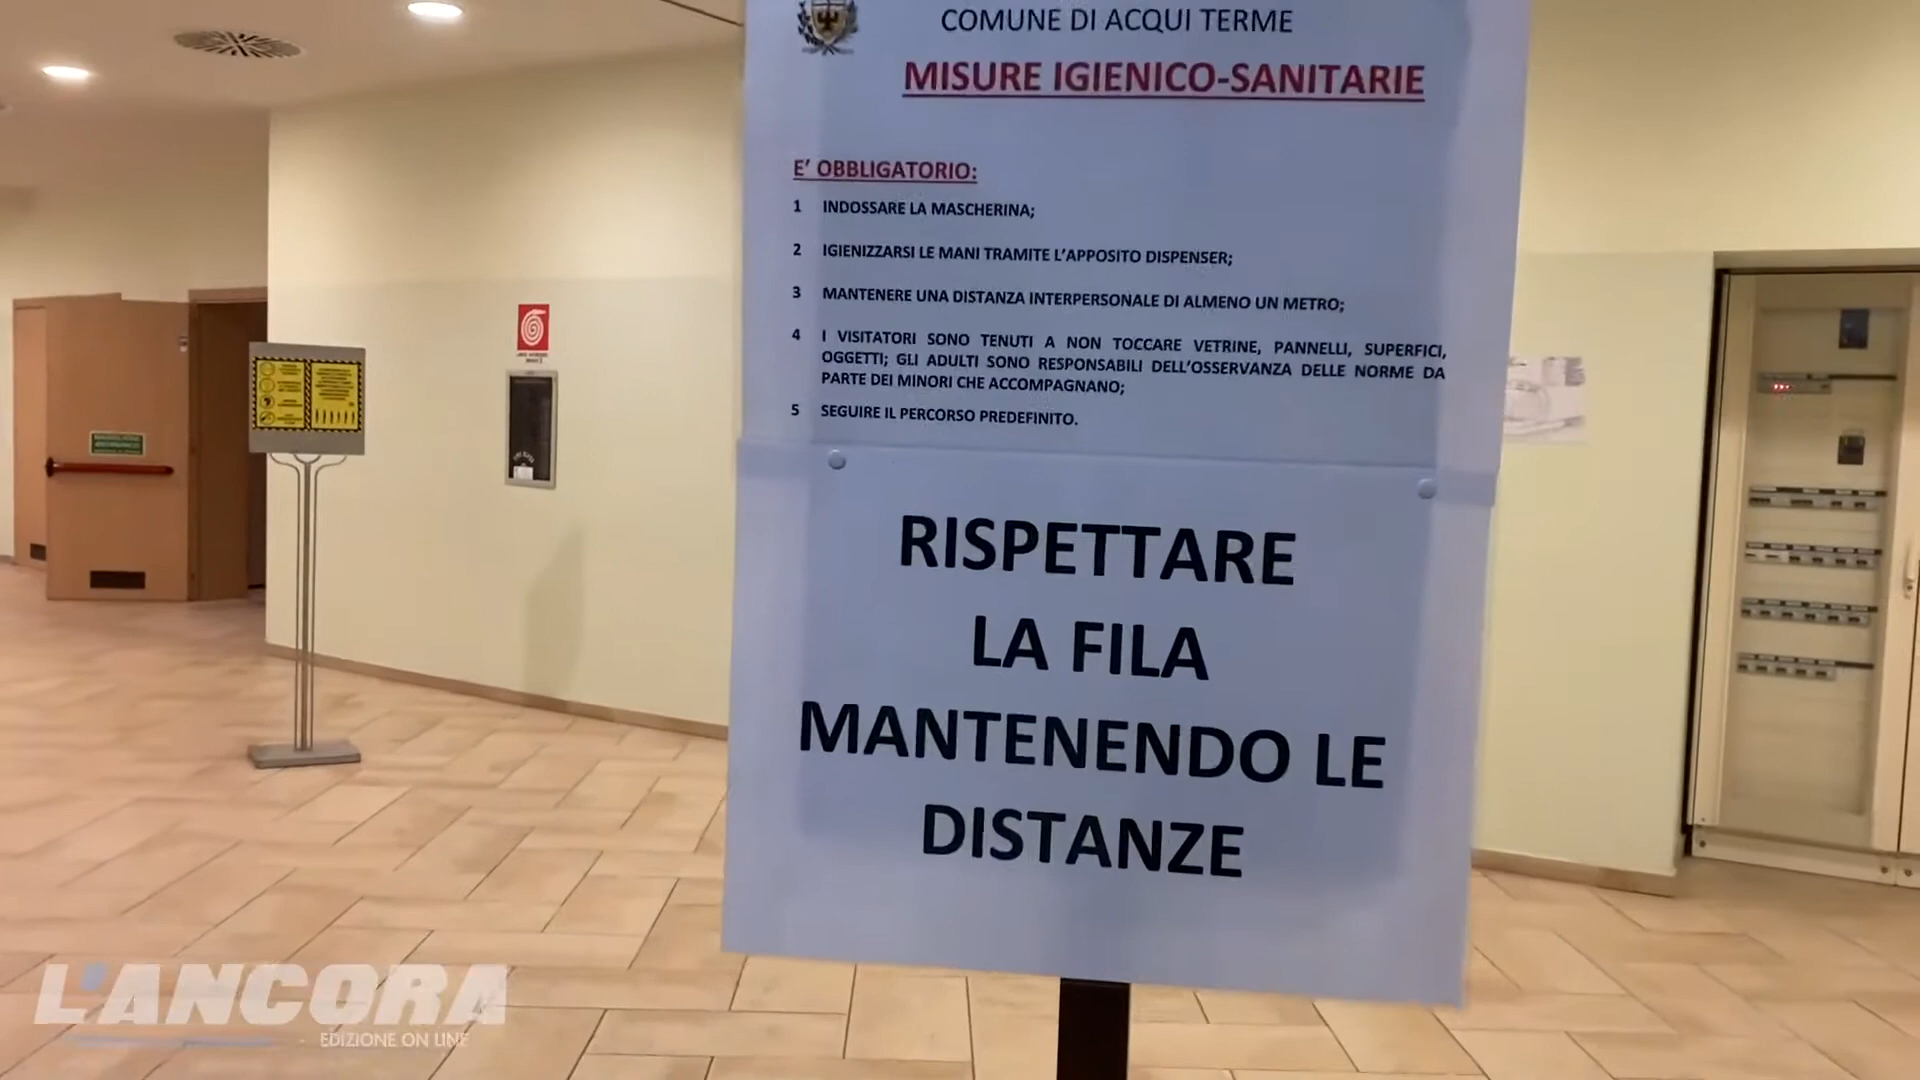 COMUNE DI ACQUI TERME
MISURE IGIENICO-SANITARIE
E' OBBLIGATORIO:
1 INDOSSARE LA MASCHERINA;
2 IGIENIZZARSI LE MANI TRAMITE L'APPOSITO DISPENSER;
3 MANTENERE UNA DISTANZA INTERPERSONALE DI ALMENO UN METRO;
4 I VISITATORI SONO TENUTI A NON TOCCARE VETRINE, PANNELLI, SUPERFICI,
OGGETTI; GLI ADULTI SONO RESPONSABILI DELL'OSSERVANZA DELLE NORME DA
PARTE DEI MINORI CHE ACCOMPAGNANO;
5 SEGUIRE IL PERCORSO PREDEFINITO.
RISPETTARE
LA FILA
MANTENENDO LE
DISTANZE
L'ANCORA
EDIZIONE ON LINE